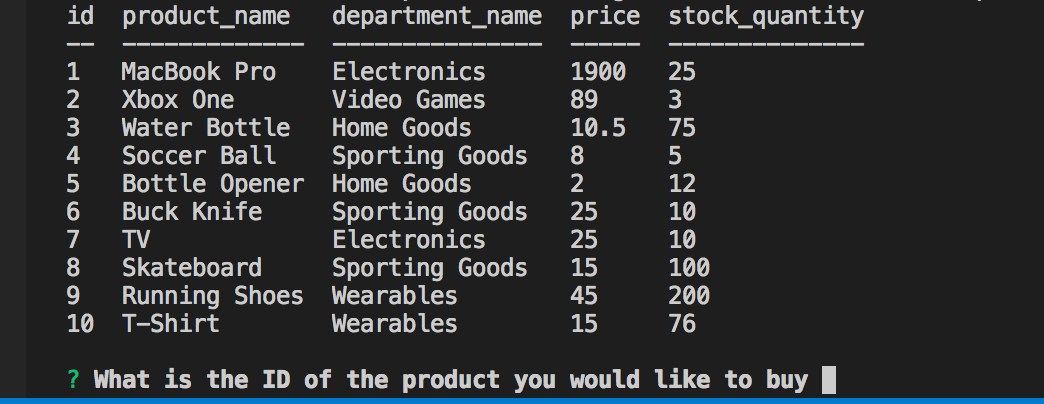 id  product_name   department_name  price  stock_quantity
--  -------------  ---------------  -----  --------------
1   MacBook Pro    Electronics      1900   25
2   Xbox One       Video Games      89     3
3   Water Bottle   Home Goods       10.5   75
4   Soccer Ball    Sporting Goods   8      5
5   Bottle Opener  Home Goods       2      12
6   Buck Knife     Sporting Goods   25     10
7   TV             Electronics      25     10
8   Skateboard     Sporting Goods   15     100
9   Running Shoes  Wearables        45     200
10  T-Shirt        Wearables        15     76
? What is the ID of the product you would like to buy